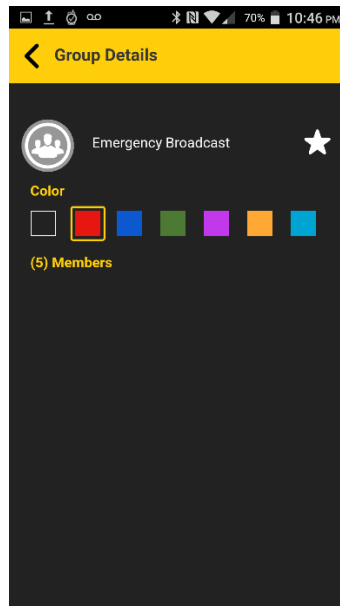 70% 10:46 PM
Group Details
Emergency Broadcast
Color
(5) Members